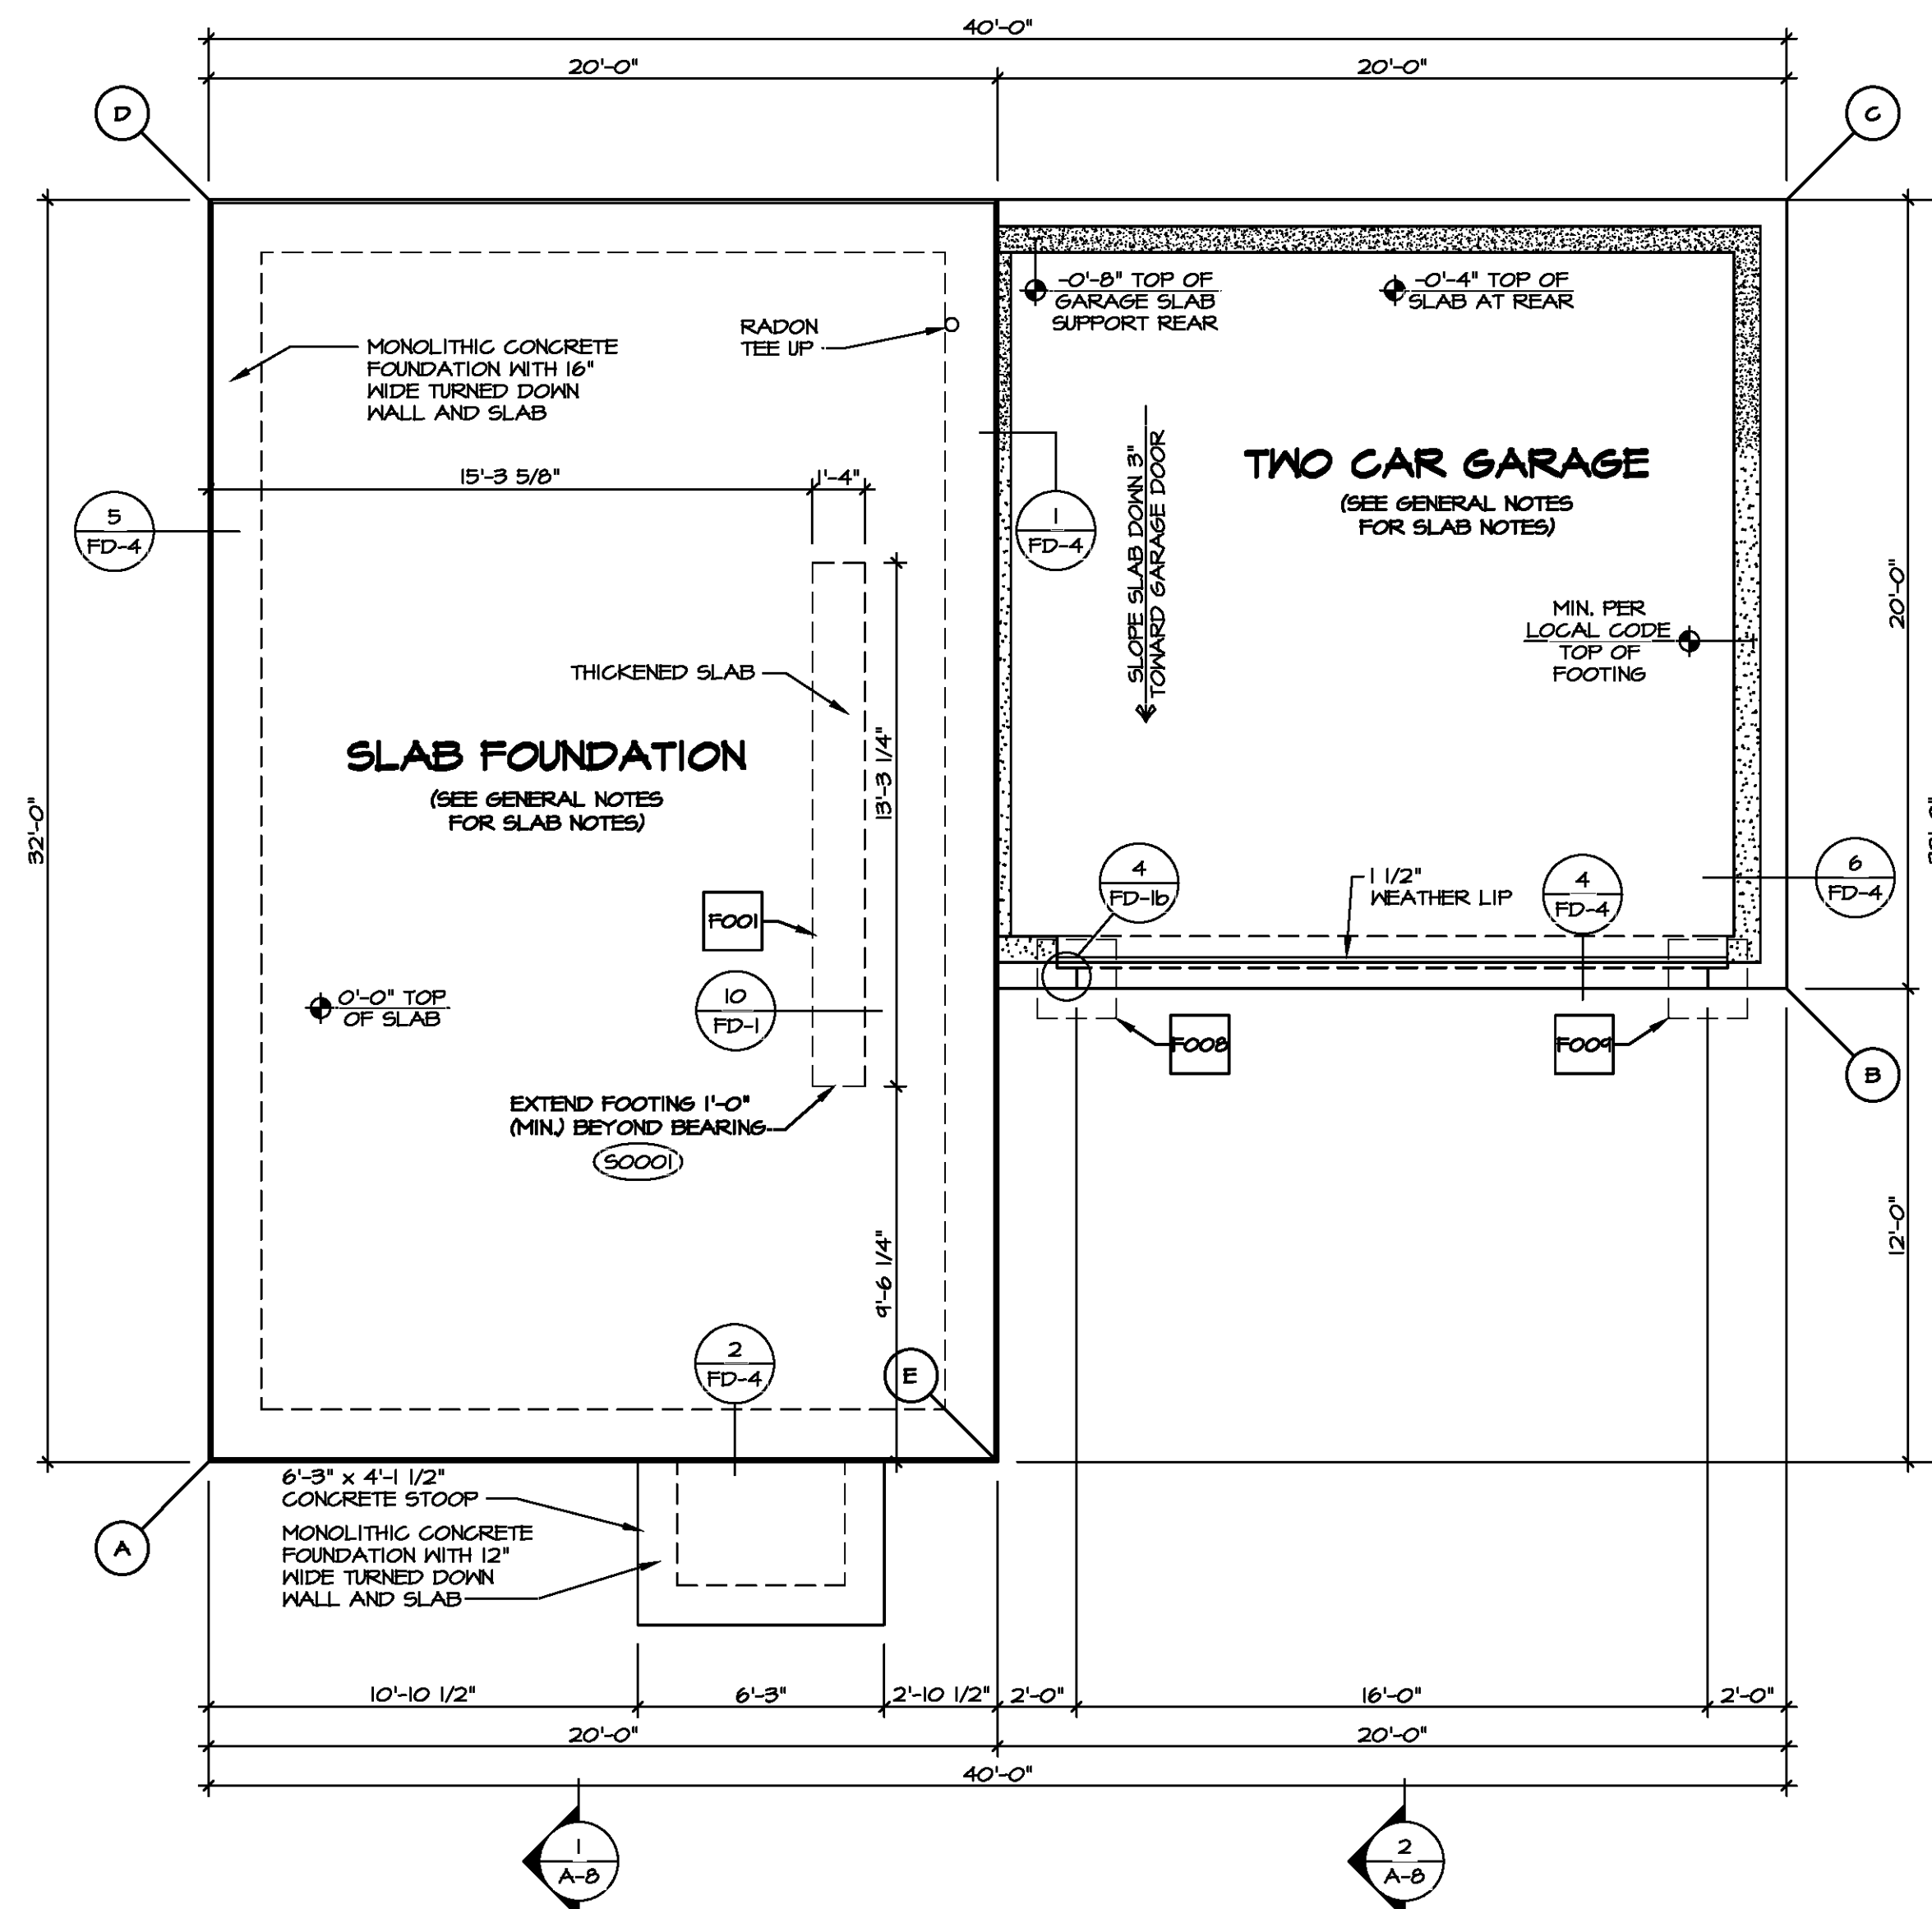 40'-0"
20'-0"
20'-0"
D
C
-0'-8" TOP OF
GARAGE SLAB
SUPPORT REAR
-0'-4" TOP OF
SLAB AT REAR
RADON
TEE UP
MONOLITHIC CONCRETE
FOUNDATION WITH 16"
WIDE TURNED DOWN
WALL AND SLAB
15'-3 5/8"
1'-4"
5
FD-4
1
FD-4
SLOPE SLAB DOWN 3"
TOWARD GARAGE DOOR
TWO CAR GARAGE
(SEE GENERAL NOTES
FOR SLAB NOTES)
20'-0"
MIN. PER
LOCAL CODE
TOP OF
FOOTING
THICKENED SLAB
13'-3 1/4"
SLAB FOUNDATION
(SEE GENERAL NOTES
FOR SLAB NOTES)
32'-0"
4
FD-1b
1 1/2"
WEATHER LIP
4
FD-4
6
FD-4
F001
10
FD-1
0'-0" TOP
OF SLAB
F008
F009
B
EXTEND FOOTING 1'-0"
(MIN.) BEYOND BEARING
S0001
9'-6 1/4"
12'-0"
2
FD-4
E
6'-3" x 4'-1 1/2"
CONCRETE STOOP
MONOLITHIC CONCRETE
FOUNDATION WITH 12"
WIDE TURNED DOWN
WALL AND SLAB
A
10'-10 1/2"
6'-3"
2'-10 1/2"
2'-0"
16'-0"
2'-0"
20'-0"
20'-0"
40'-0"
1
A-8
2
A-8